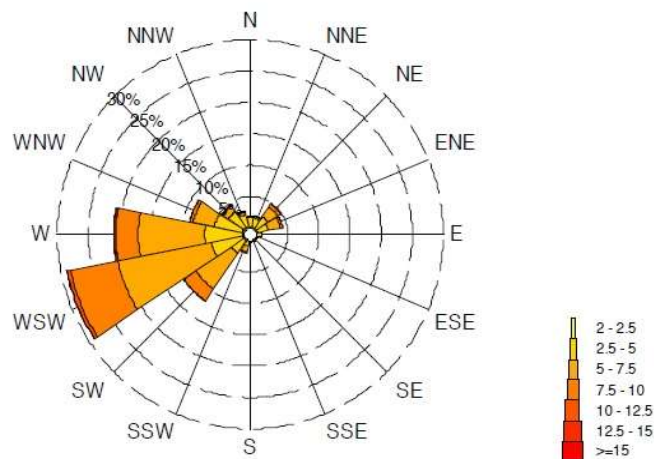 N
NNW
NNE
NW
NE
30%
25%
20%
WNW
15%
ENE
10%
W
E
WSW
ESE
SW
SE
SSW
SSE
S
2 - 2.5
2.5 - 5
5 - 7.5
7.5 - 10
10 - 12.5
12.5 - 15
>=15